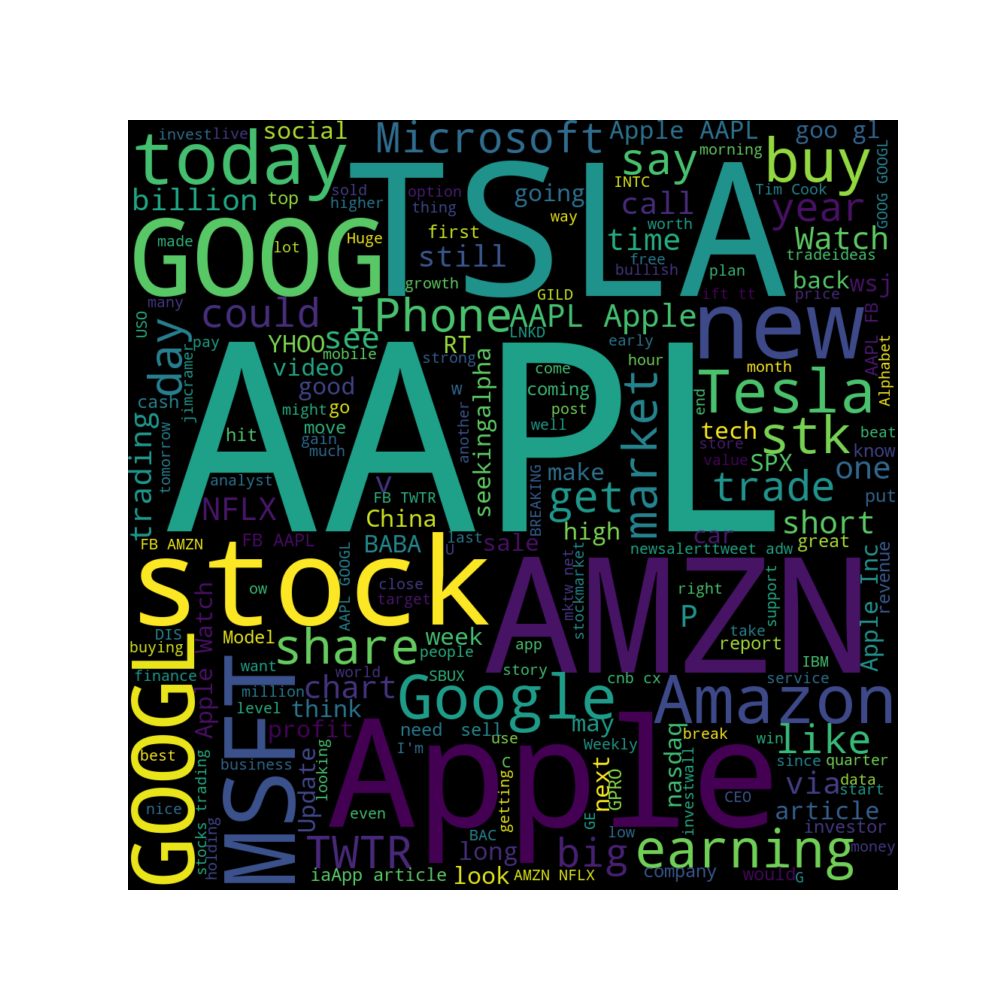 invest
live
social
Microsoft
Apple AAPL
goo gl
today
TSLA
say
morning
buy
GOOG GOOGL
billion
top
sold
higher
option
thing
going
INTC
call
Tim Cook
year
GOOG
made
lot
Huge
first
still
way
time
worth
free
bullish
plan
Watch
tradeideas
back
wsj
growth
GILD
ift tt
price
many
could
iPhone
AAPL Apple
new
FB AAPL
USO
pay
day
jimcramer
YHOO
see
RT
LNKD
early
video
mobile
strong
hour
month
Alphabet
AAPL
cash
good
might
go
move
gain
much
hit
w
another
seekingalpha
come
coming
post
well
market
end
Tesla
tech
stk
store
value
SPX
beat
know
one
put
trading
tomorrow
analyst
V
NFLX
FB TWTR
China
BREAKING
make
get
high
trade
short
car
great
FB AMZN
FB AAPL
BABA
last
U
sale
newsalerttweet adw
stock
AAPL GOOGL
close
target
ow
mktw net
stockmarket
AMZN
right
P
support
take
report
Apple Inc
revenue
DIS
buying
finance
Apple Watch
Model
share
week
people
app
story
cnb cx
IBM
service
GOOGL
MSFT
want
million
level
world
chart
think
SBUX
Google
Amazon
profit
need
sell
may
best
business
Update
looking
I'm
use
Weekly
nasdaq
break
win
like
since
quarter
Apple
nice
stocks trading
holding
even
getting
C
next
GPRO
investwall
CEO
via
data
start
article
investor
BAC
GE
low
TWTR
long
big
earning
money
iaApp article
look
AMZN NFLX
company
would
G